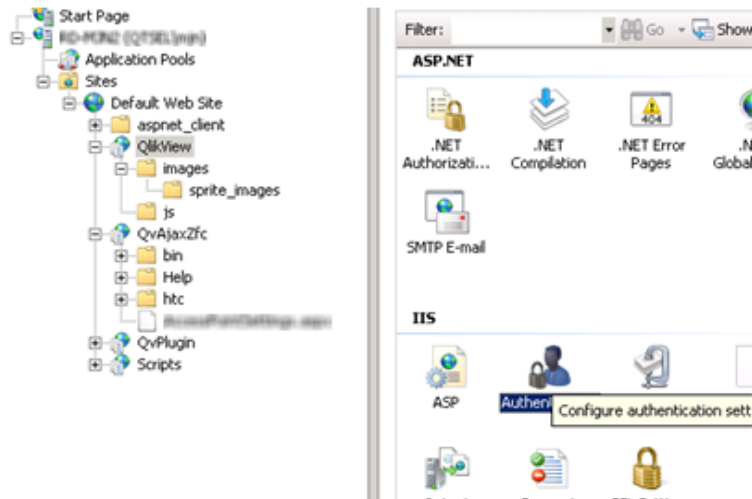 Start Page
Application Pools
Sites
Default Web Site
aspnet_client
QlikView
images
sprite_images
js
QvAjaxZfc
bin
Help
htc
QvPlugin
Scripts
Filter:
Go
Show
ASP.NET
.NET Authorizati...
.NET Compilation
.NET Error Pages
404
SMTP E-mail
IIS
ASP
Authen
Configure authentication sett